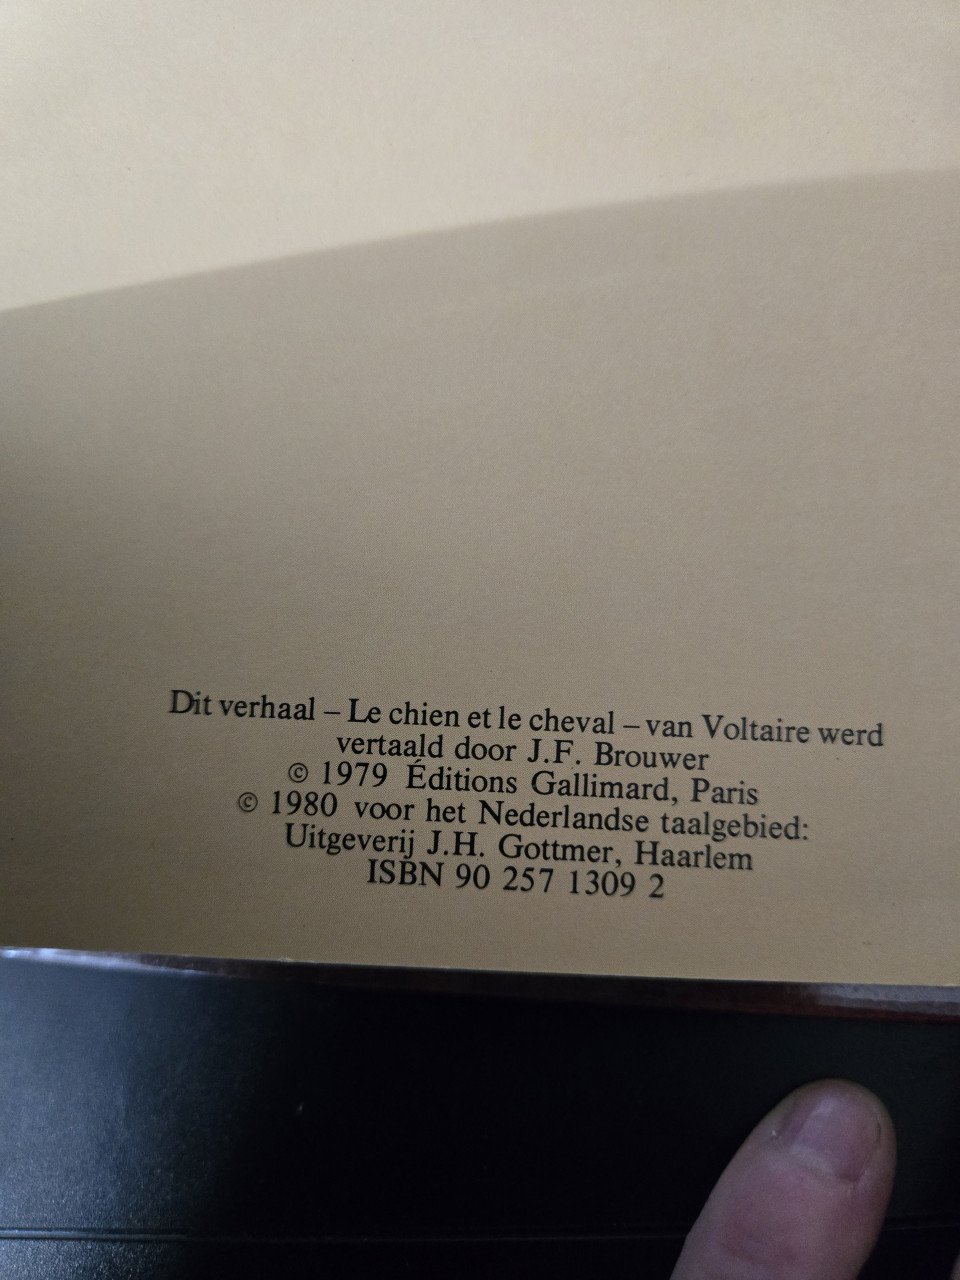 Dit verhaal – Le chien et le cheval – van Voltaire werd
vertaald door J.F. Brouwer
© 1979 Éditions Gallimard, Paris
© 1980 voor het Nederlandse taalgebied:
Uitgeverij J.H. Gottmer, Haarlem
ISBN 90 257 1309 2